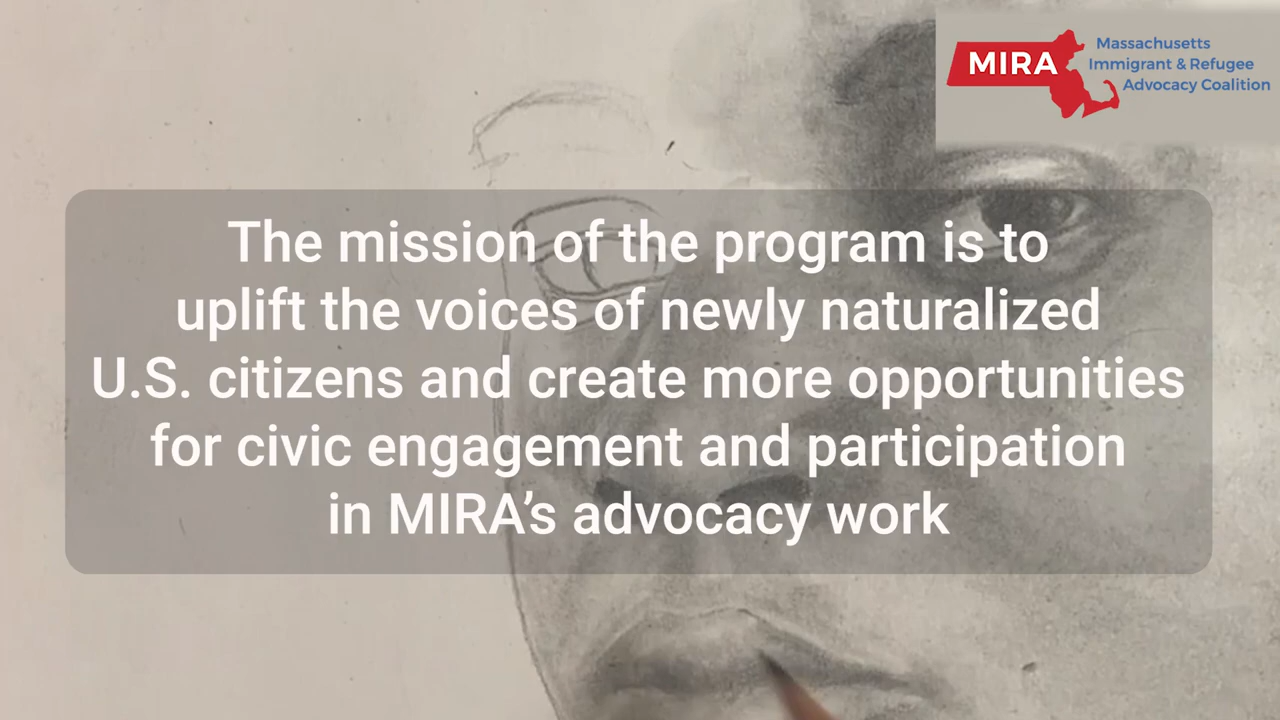 MIRA
Massachusetts
Immigrant & Refugee
Advocacy Coalition
The mission of the program is to
uplift the voices of newly naturalized
U.S. citizens and create more opportunities
for civic engagement and participation
in MIRA’s advocacy work